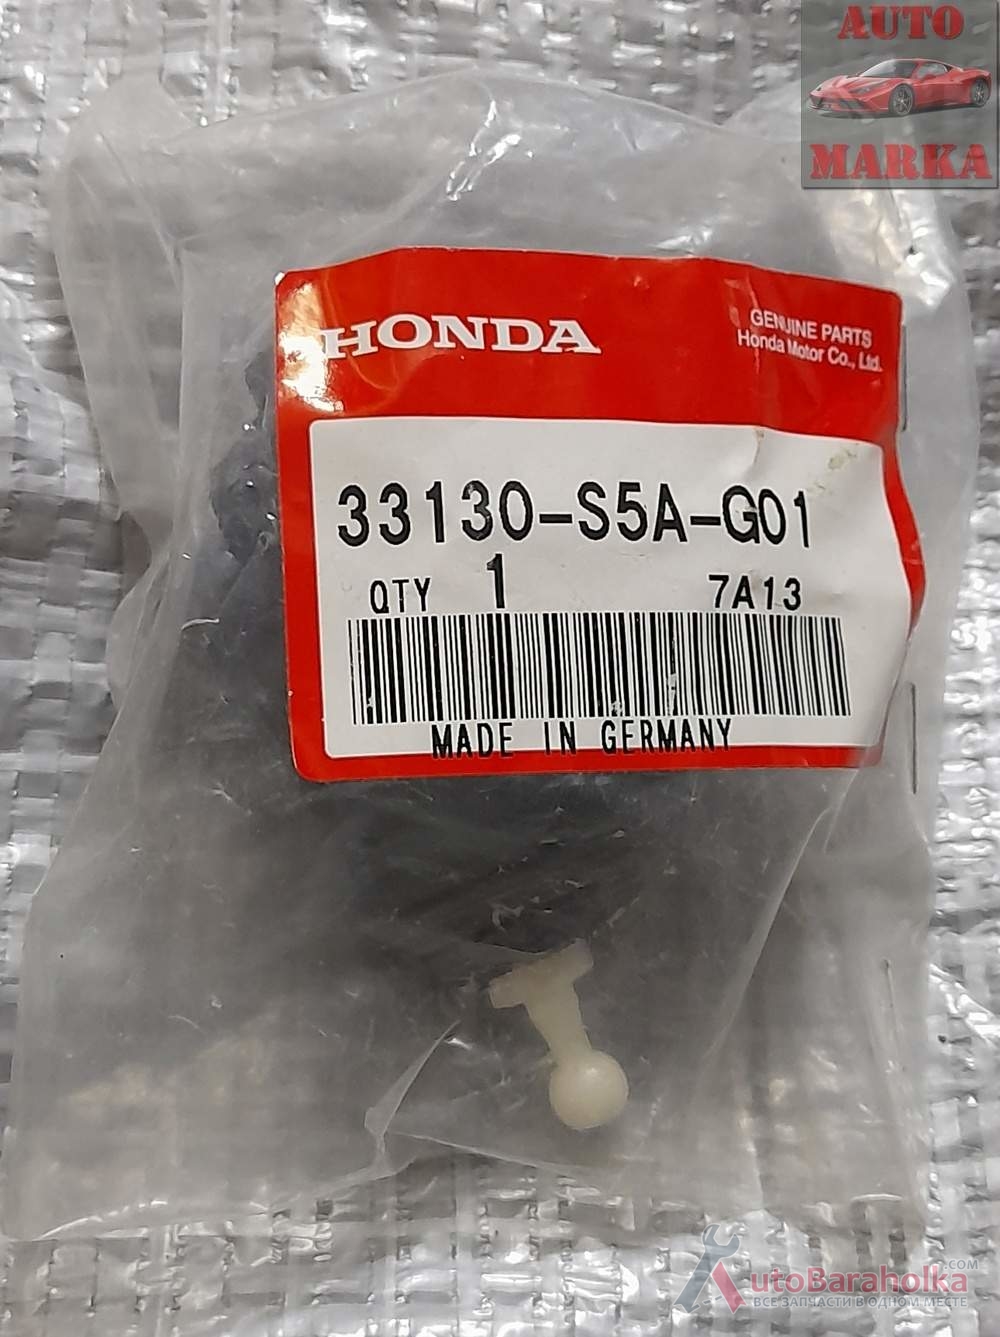 AUTO
MARKA
HONDA
GENUINE PARTS
Honda Motor Co., Ltd.
33130-S5A-G01
QTY 1 7A13
MADE IN GERMANY
AutoBaraholka.COM
ВСЕ ЗАПЧАСТИ В ОДНОМ МЕСТЕ